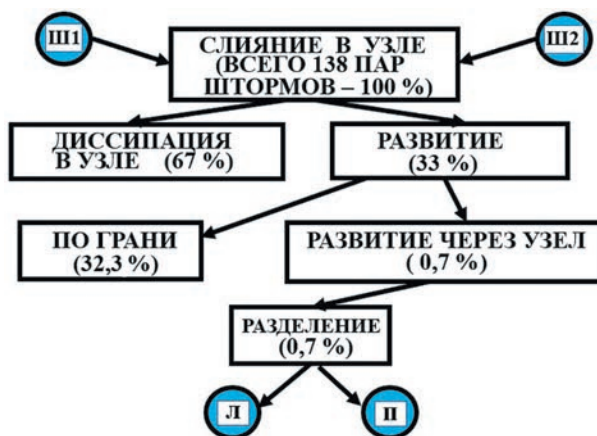 Ш1
СЛИЯНИЕ В УЗЛЕ
(ВСЕГО 138 ПАР
ШТОРМОВ – 100 %)
Ш2
ДИССИПАЦИЯ
В УЗЛЕ (67 %)
РАЗВИТИЕ
(33 %)
ПО ГРАНИ
(32,3 %)
РАЗВИТИЕ ЧЕРЕЗ УЗЕЛ
( 0,7 %)
РАЗДЕЛЕНИЕ
(0,7 %)
Л
П